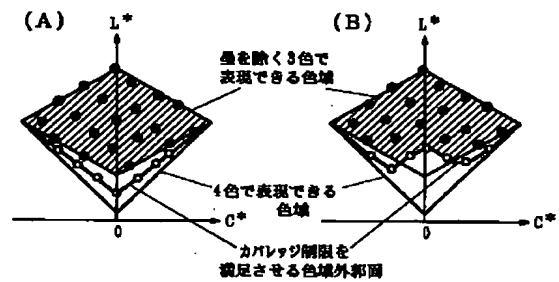 (A)
L*
(B)
L*
墨を除く3色で
表現できる色域
4色で表現できる
色域
C*
C*
0
0
カバレッジ制限を
満足させる色域外郭面